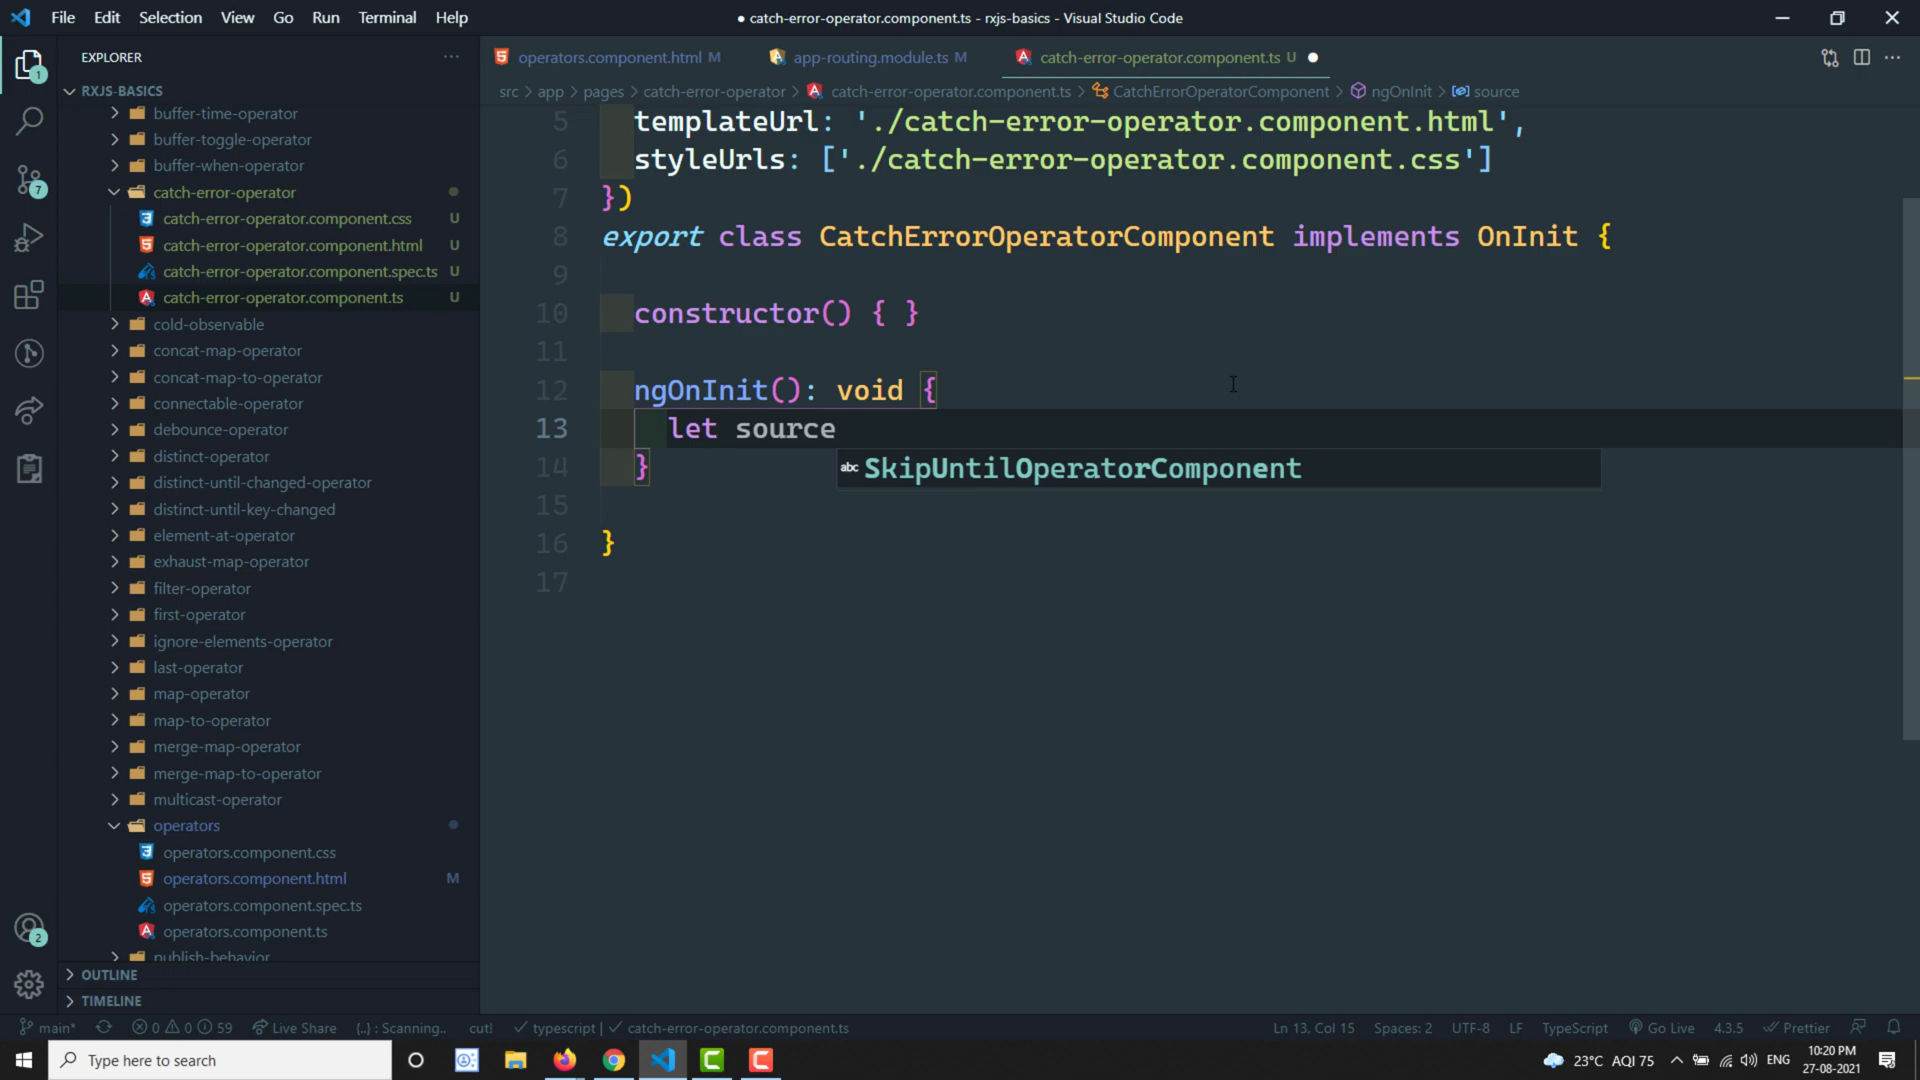 File Edit Selection View Go Run Terminal Help
● catch-error-operator.component.ts - rxjs-basics - Visual Studio Code
EXPLORER
RXJS-BASICS
buffer-time-operator
buffer-toggle-operator
buffer-when-operator
catch-error-operator
catch-error-operator.component.css U
catch-error-operator.component.html U
catch-error-operator.component.spec.ts U
catch-error-operator.component.ts U
cold-observable
concat-map-operator
concat-map-to-operator
connectable-operator
debounce-operator
distinct-operator
distinct-until-changed-operator
distinct-until-key-changed
element-at-operator
exhaust-map-operator
filter-operator
first-operator
ignore-elements-operator
last-operator
map-operator
map-to-operator
merge-map-operator
merge-map-to-operator
multicast-operator
operators
operators.component.css
operators.component.html M
operators.component.spec.ts
operators.component.ts
publish-behavior
OUTLINE
TIMELINE
1
7
2
operators.component.html M
app-routing.module.ts M
catch-error-operator.component.ts U
src > app > pages > catch-error-operator > catch-error-operator.component.ts > CatchErrorOperatorComponent > ngOnInit > source
5 templateUrl: './catch-error-operator.component.html',
6 styleUrls: ['./catch-error-operator.component.css']
7 })
8 export class CatchErrorOperatorComponent implements OnInit {
9
10 constructor() { }
11
12 ngOnInit(): void {
13 let source
abc SkipUntilOperatorComponent
14 }
15
16 }
17
main* 0 0 59 Live Share {..} : Scanning.. cut! typescript | catch-error-operator.component.ts
Ln 13, Col 15 Spaces: 2 UTF-8 LF TypeScript Go Live 4.3.5 Prettier
Type here to search
23°C AQI 75 ENG
10:20 PM
27-08-2021